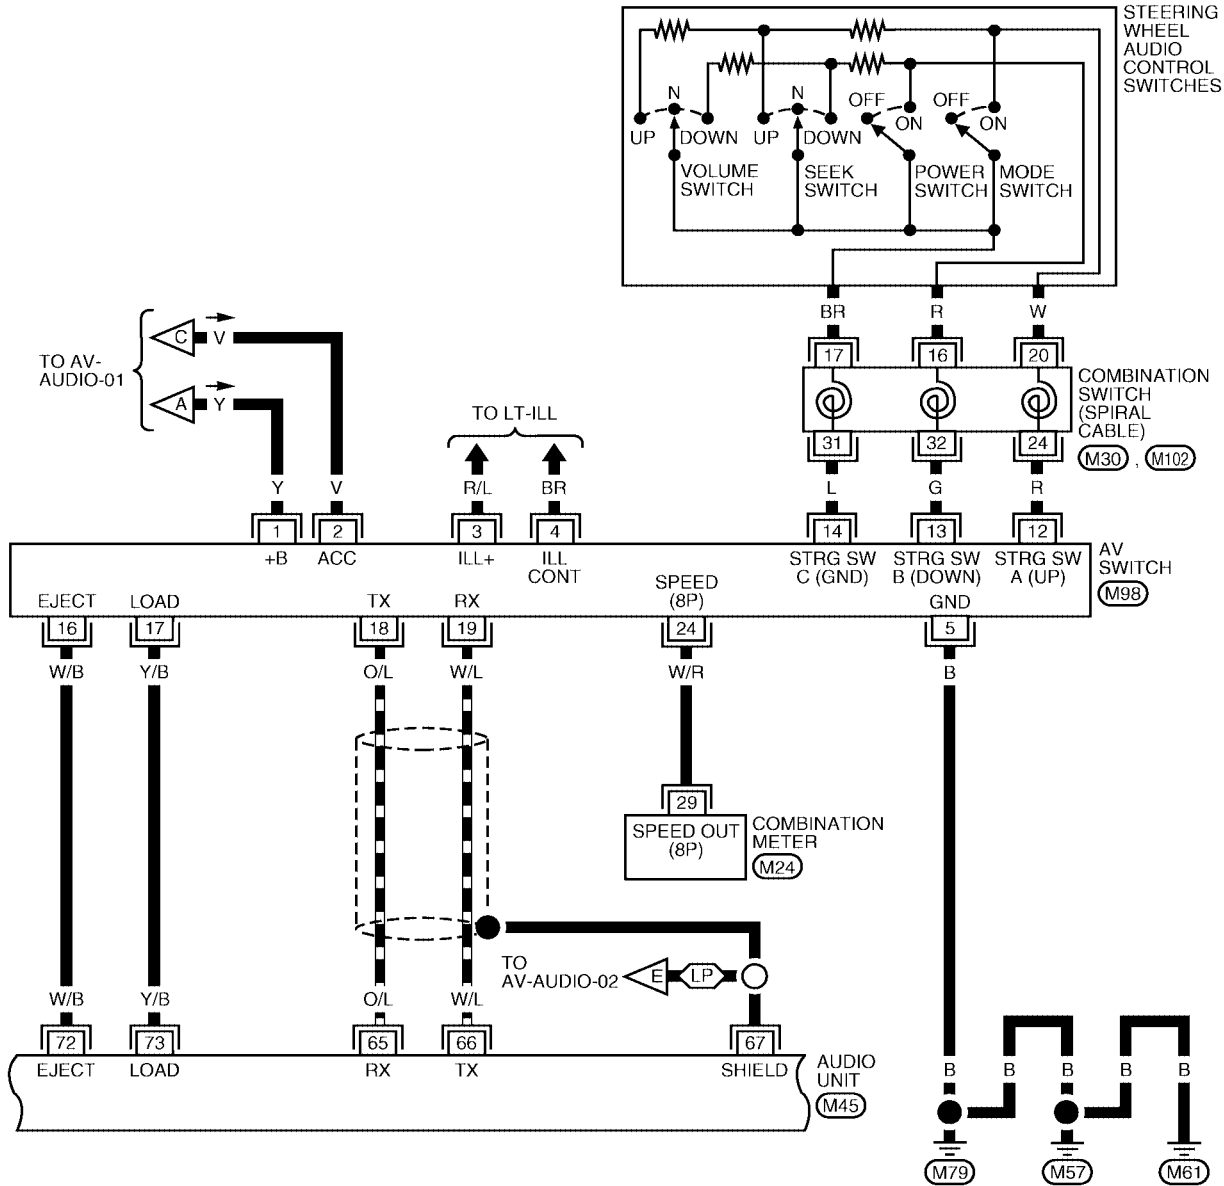 STEERING
WHEEL
AUDIO
CONTROL
SWITCHES
N
N
OFF
OFF
UP
DOWN
UP
DOWN
ON
ON
VOLUME
SWITCH
SEEK
SWITCH
POWER
SWITCH
MODE
SWITCH
BR
R
W
17
16
20
COMBINATION
SWITCH
(SPIRAL
CABLE)
M30 , M102
31
32
24
L
G
R
TO AV-
AUDIO-01
C
V
A
Y
TO LT-ILL
Y
V
R/L
BR
1
2
3
4
14
13
12
+B
ACC
ILL+
ILL
CONT
STRG SW
C (GND)
STRG SW
B (DOWN)
STRG SW
A (UP)
AV
SWITCH
M98
EJECT
LOAD
TX
RX
SPEED
(8P)
GND
16
17
18
19
24
5
W/B
Y/B
O/L
W/L
W/R
B
29
SPEED OUT
(8P)
COMBINATION
METER
M24
TO
AV-AUDIO-02
E
LP
W/B
Y/B
O/L
W/L
72
73
65
66
67
EJECT
LOAD
RX
TX
SHIELD
AUDIO
UNIT
M45
B
B
B
B
B
M79
M57
M61